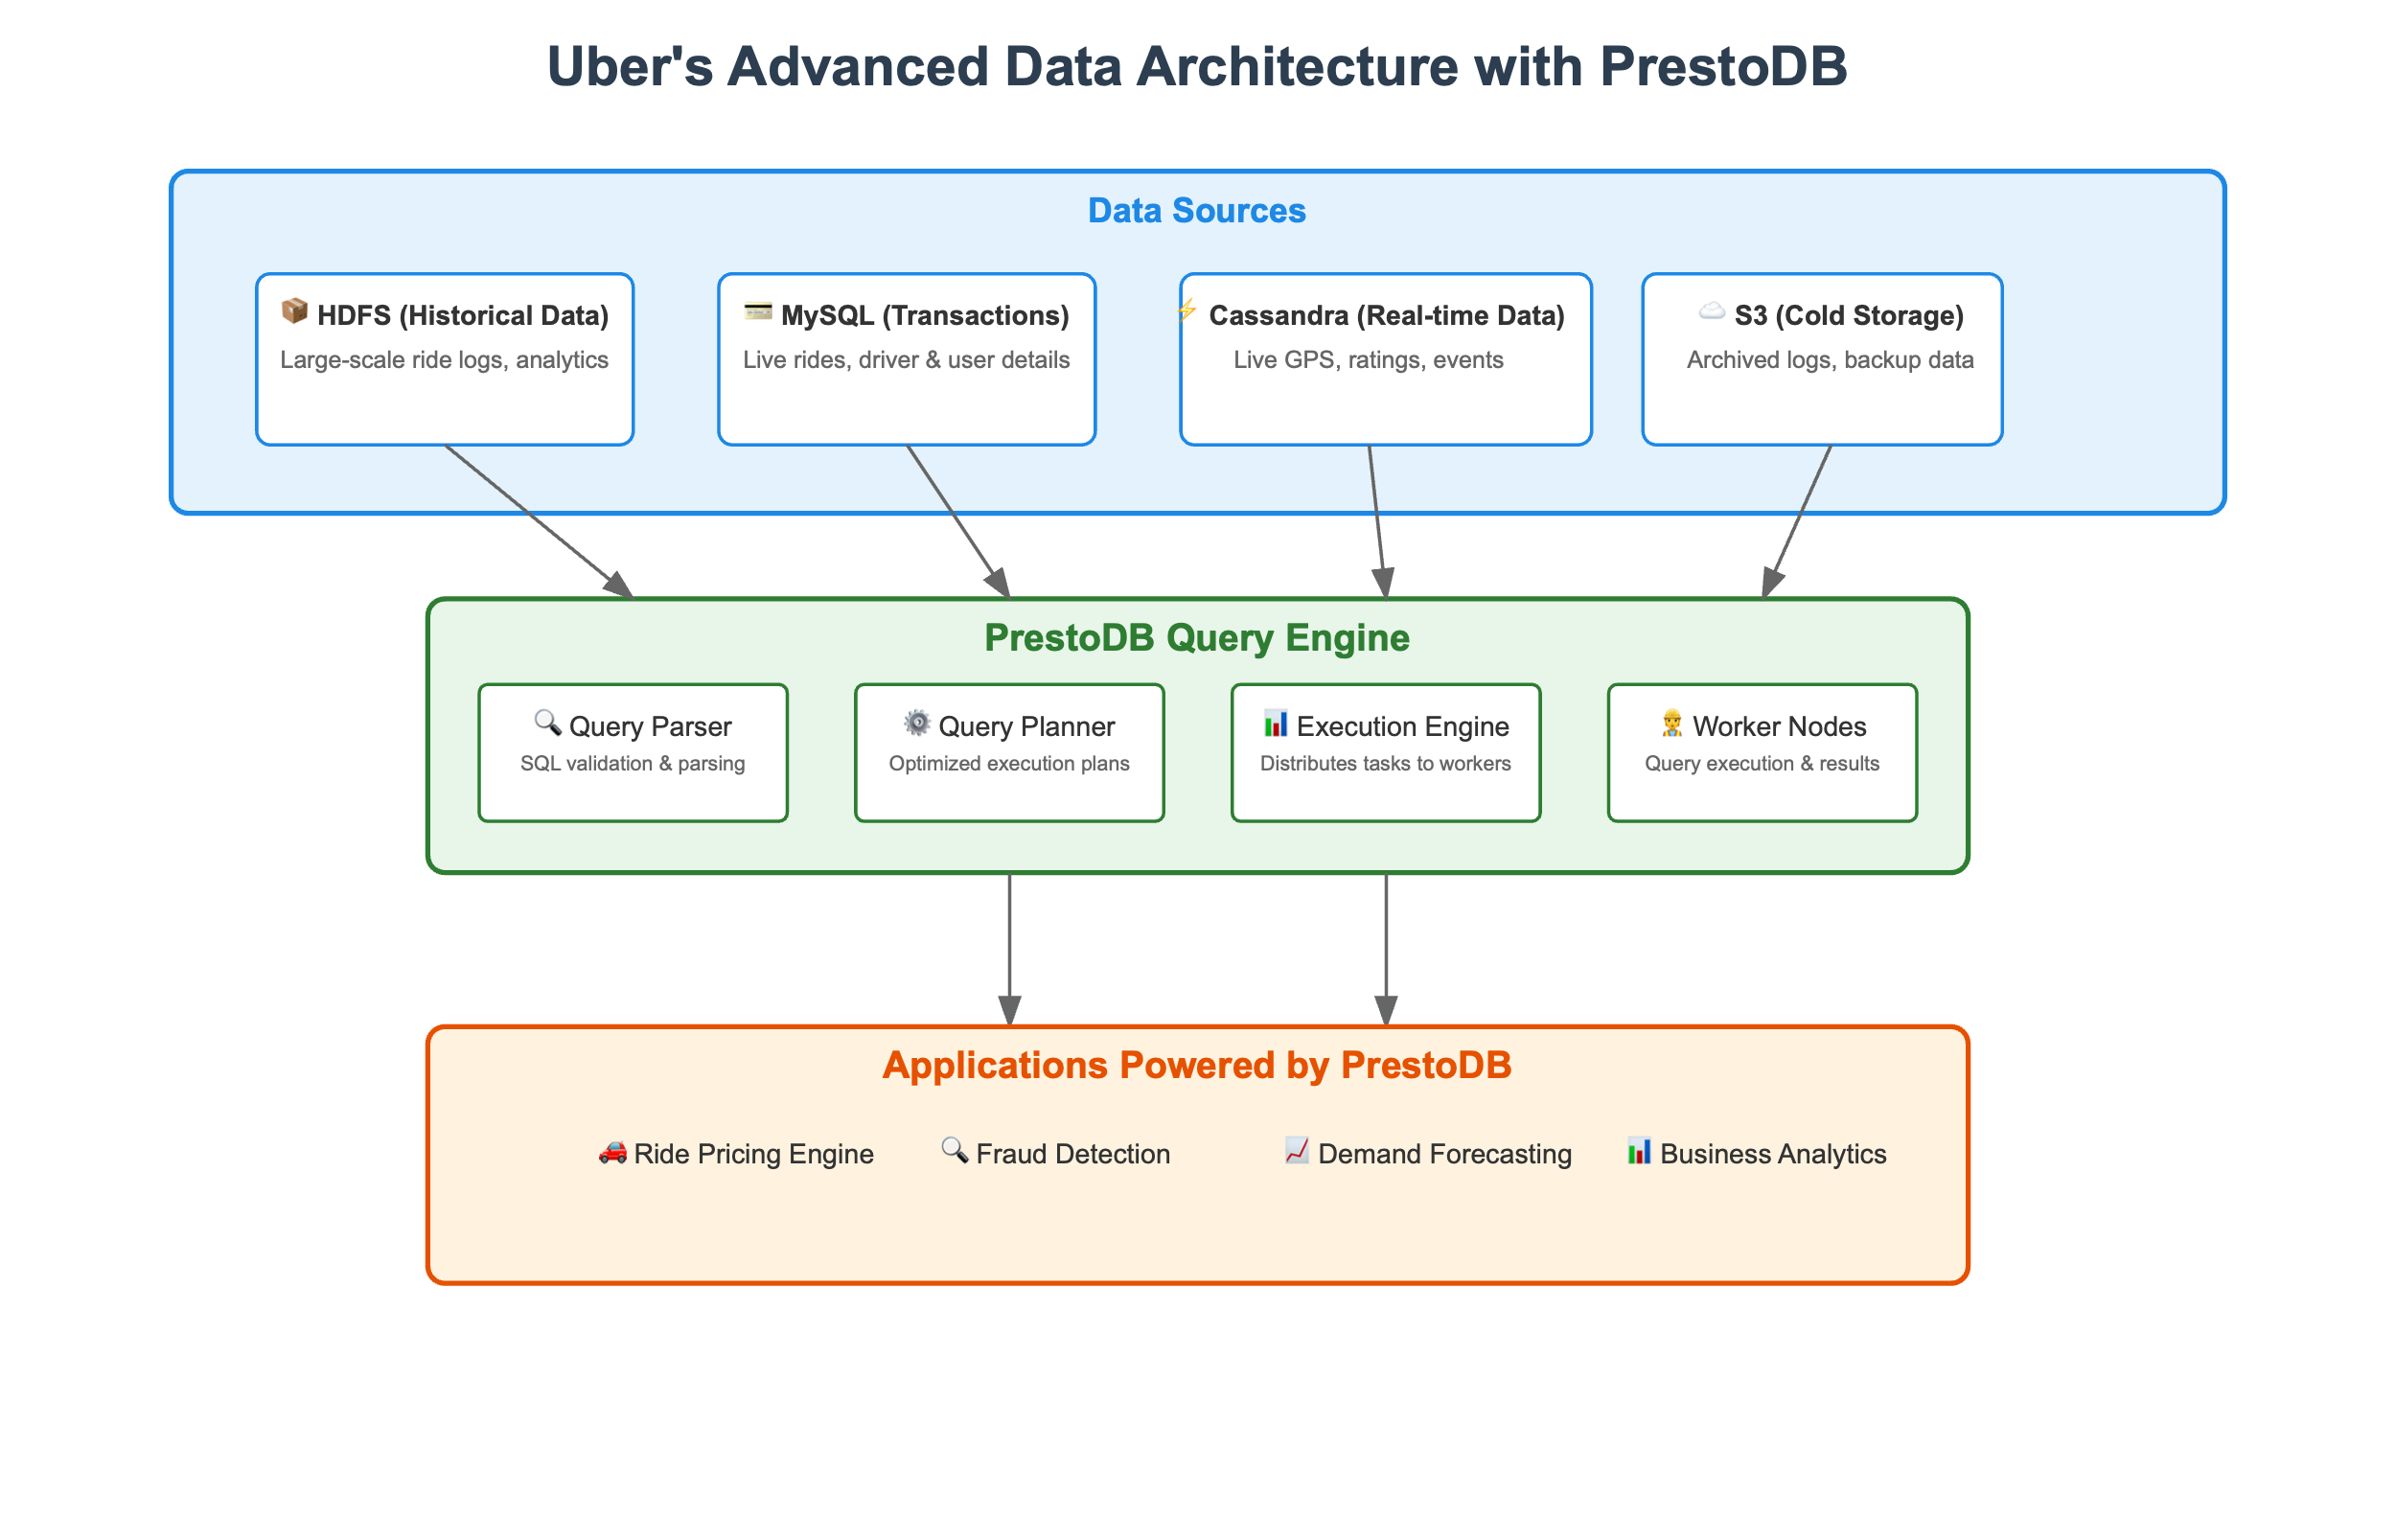 Uber's Advanced Data Architecture with PrestoDB
Data Sources
📦 HDFS (Historical Data)
Large-scale ride logs, analytics
💳 MySQL (Transactions)
Live rides, driver & user details
⚡ Cassandra (Real-time Data)
Live GPS, ratings, events
☁️ S3 (Cold Storage)
Archived logs, backup data
PrestoDB Query Engine
🔍 Query Parser
SQL validation & parsing
⚙️ Query Planner
Optimized execution plans
📊 Execution Engine
Distributes tasks to workers
👷 Worker Nodes
Query execution & results
Applications Powered by PrestoDB
🚗 Ride Pricing Engine
🔍 Fraud Detection
📈 Demand Forecasting
📊 Business Analytics